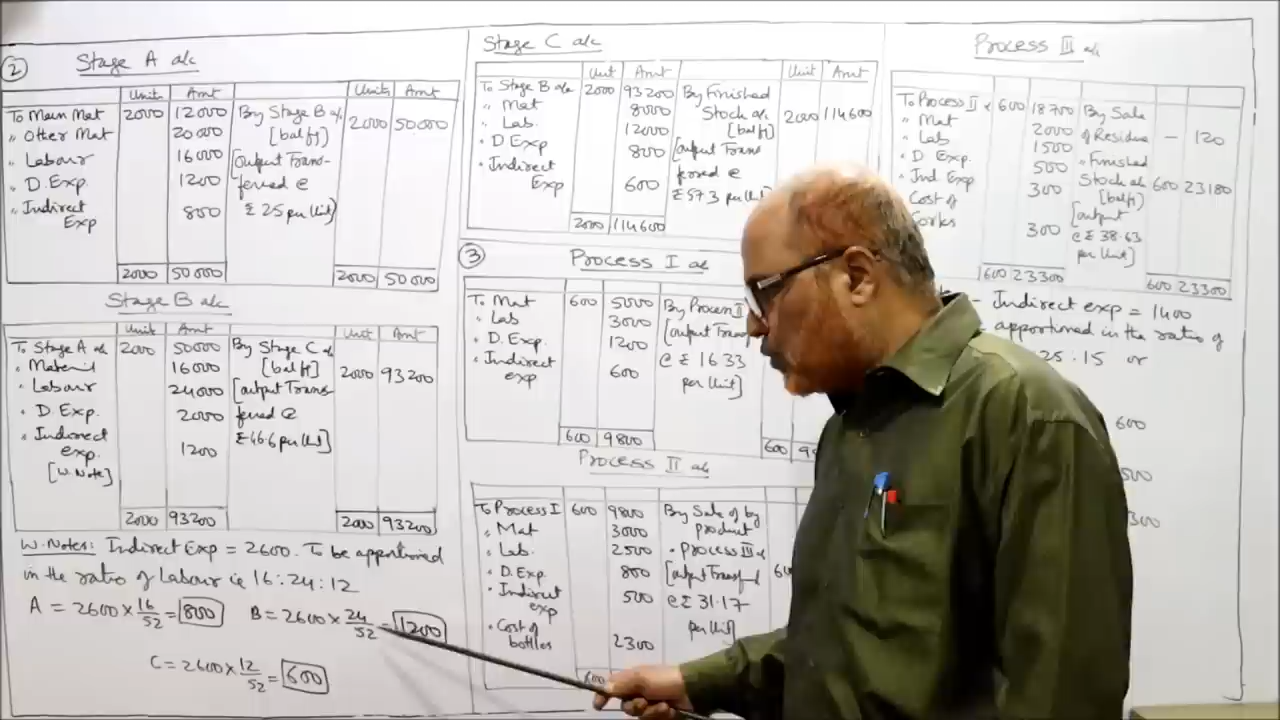 ②
Stage A a/c
Units Amt Units Amt
To Main Mat 2000 12000 By Stage B a/c 2000 50000
" Other Mat 20000 [bal fig]
" Labour 16000 [output Trans-
" D. Exp. 1200 ferred @
" Indirect Exp 800 ₹ 25 per Unit]
2000 50000 2000 50000
Stage B a/c
Units Amt Unit Amt
To Stage A a/c 2000 50000 By Stage C a/c 2000 93200
" Material 16000 [bal f]
" Labour 24000 [output Trans-
" D. Exp. 2000 ferred @
" Indirect exp. 1200 ₹ 46.6 per Unit]
[W. Note]
2000 93200 2000 93200
W. Notes: Indirect Exp = 2600. To be apportioned
in the ratio of Labour ie 16:24:12
A = 2600 × 16/52 = 800 B = 2600 × 24/52 = 1200
C = 2600 × 12/52 = 600
Stage C a/c
Unit Amt Unit Amt
To Stage B a/c 2000 93200 By Finished
" Mat 8000 Stock a/c 2000 114600
" Lab. 12000 [bal f]
" D Exp 800 [output Trans
" Indirect Exp 600 ferred @
₹ 57.3 per Unit
2000 114600
③
Process I a/c
To Mat 600 5000 By Process II
" Lab 3000 [output Transf
" D. Exp. 1200 @ ₹ 16.33
" Indirect exp 600 per Unit]
600 9800 600
Process II a/c
To Process I 600 9800 By Sale of by product
" Mat 3000
" Lab. 2500 " Process III a/c
" D. Exp 800 [output Transfd
" Indirect exp 500 @ ₹ 31.17
" Cost of bottles 2300 per Unit]
600
Process III a/c
To Process II a/c 600 18700 By Sale
" Mat 2000 of Residue — 120
" Lab 1500
" D Exp. 500 " Finished
" Ind Exp 300 Stock a/c 600 23180
Cost of Corks 300 [bal f]
[output
@ ₹ 38.63
per Unit]
600 23300 600 23300
- Indirect exp = 1400
- apportioned in the ratio of
25:15 or
600
500
300